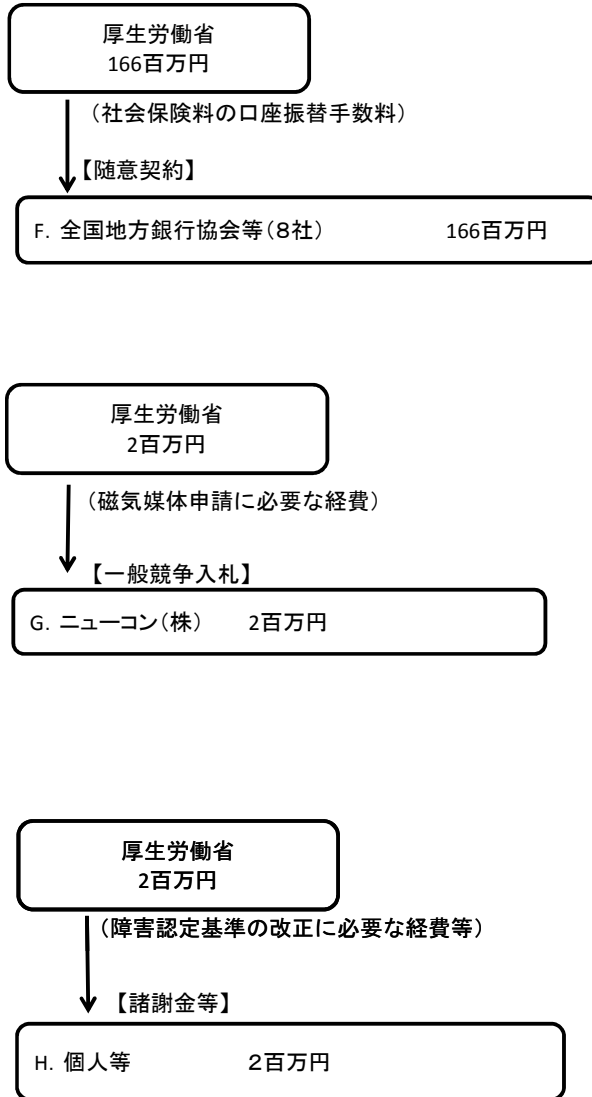 厚生労働省
166百万円
（社会保険料の口座振替手数料）
【随意契約】
F．全国地方銀行協会等（８社）　166百万円
厚生労働省
2百万円
（磁気媒体申請に必要な経費）
【一般競争入札】
G．ニューコン（株）　2百万円
厚生労働省
2百万円
（障害認定基準の改正に必要な経費等）
【諸謝金等】
H．個人等　２百万円